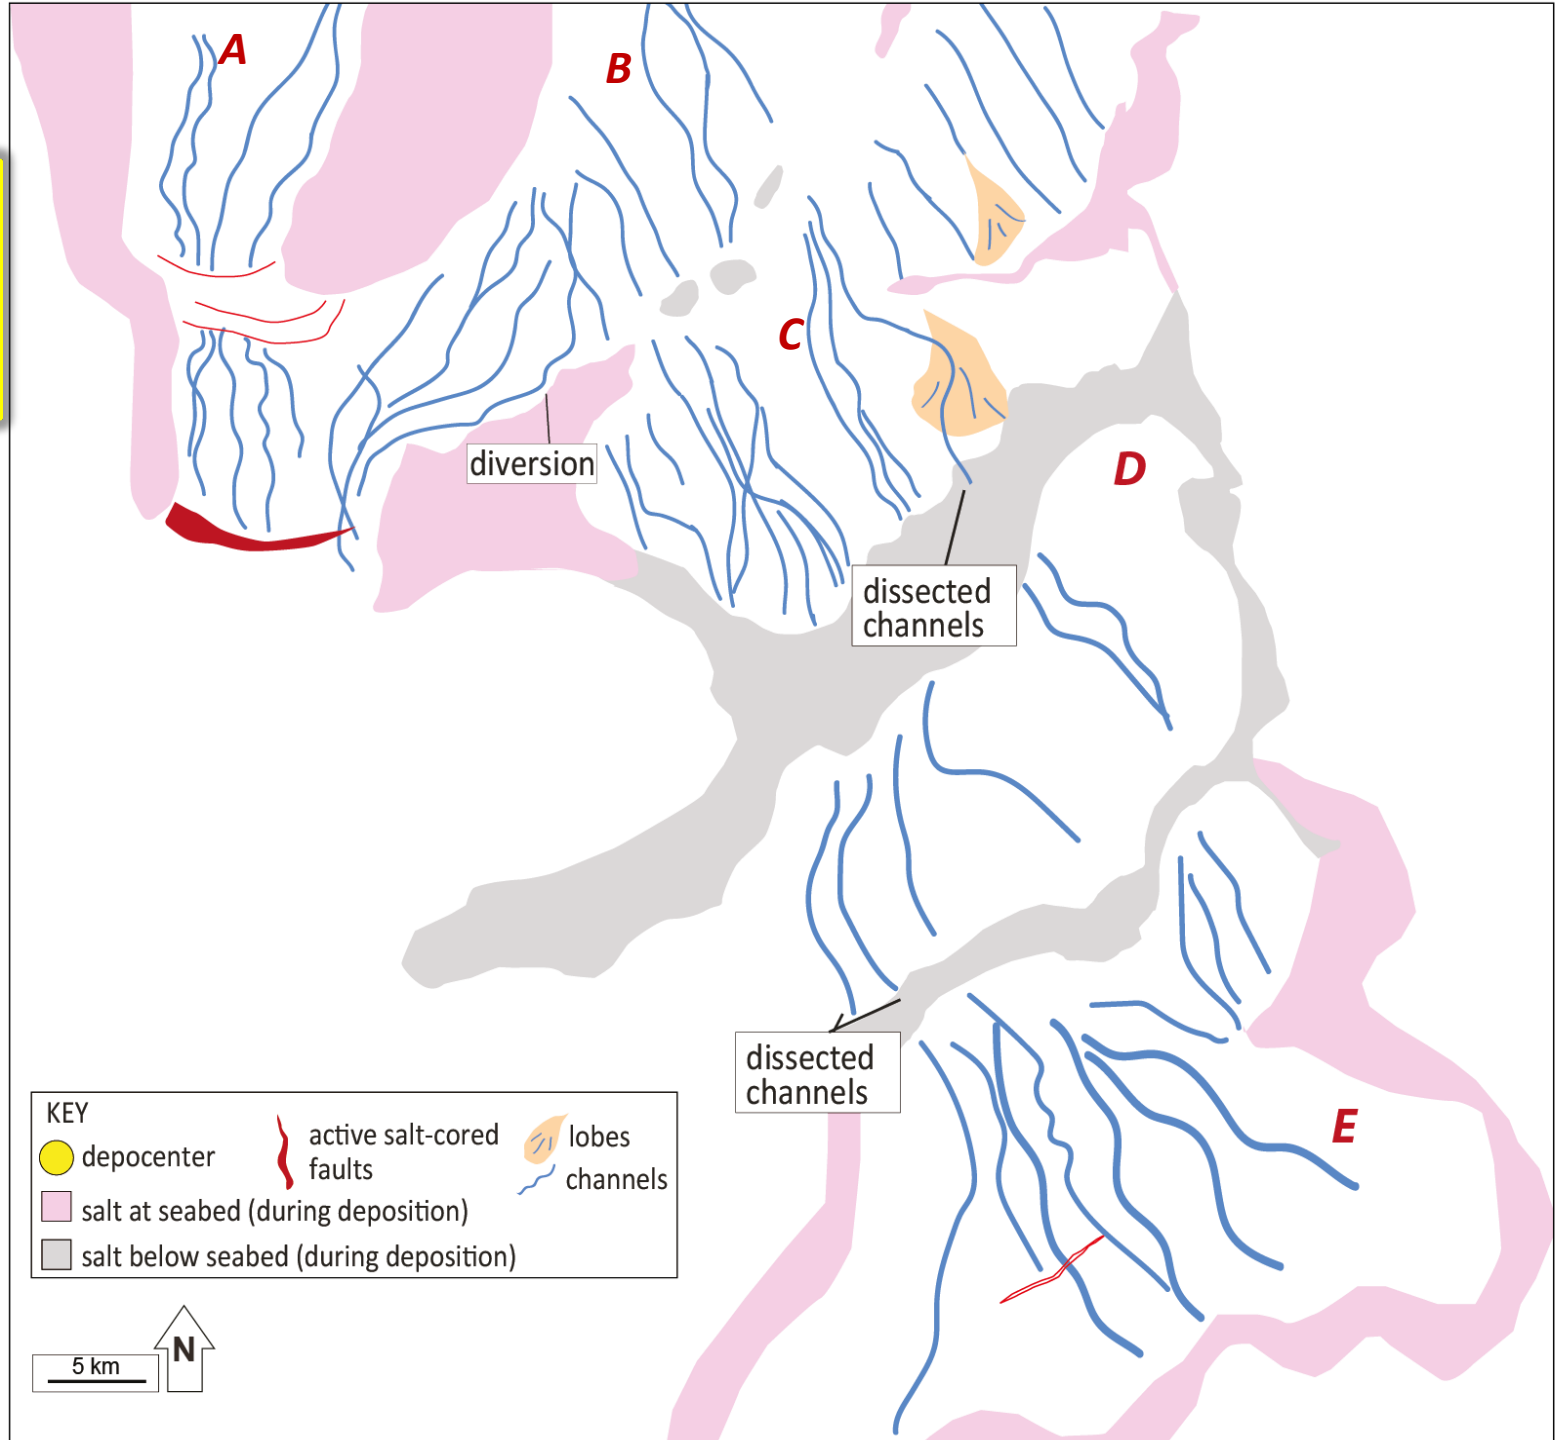 A
B
C
diversion
D
dissected
channels
dissected
channels
E
KEY
depocenter
active salt-cored
faults
lobes
channels
salt at seabed (during deposition)
salt below seabed (during deposition)
N
5 km